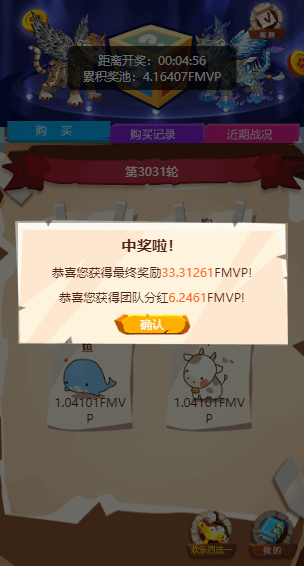 距离开奖：00:04:56
累积奖池：4.16407FMVP
规则
购 买
购买记录
近期战况
第3031轮
中奖啦！
恭喜您获得最终奖励33.31261FMVP!
恭喜您获得团队分红6.2461FMVP!
确认
鱼
1.04101FMV
P
1.04101FMV
P
欢乐四选一
我的